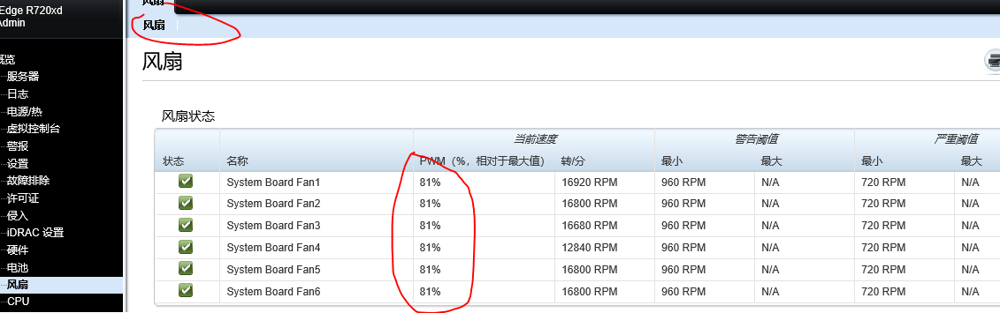 Edge R720xd
Admin
风扇
风扇
概览
服务器
日志
电源/热
虚拟控制台
警报
设置
故障排除
许可证
侵入
iDRAC 设置
硬件
电池
风扇
CPU
风扇
风扇状态
当前速度 警告阈值 严重阈值
状态 名称 PWM（%，相对于最大值) 转/分 最小 最大 最小 最大
System Board Fan1 81% 16920 RPM 960 RPM N/A 720 RPM N/A
System Board Fan2 81% 16800 RPM 960 RPM N/A 720 RPM N/A
System Board Fan3 81% 16680 RPM 960 RPM N/A 720 RPM N/A
System Board Fan4 81% 12840 RPM 960 RPM N/A 720 RPM N/A
System Board Fan5 81% 16800 RPM 960 RPM N/A 720 RPM N/A
System Board Fan6 81% 16800 RPM 960 RPM N/A 720 RPM N/A